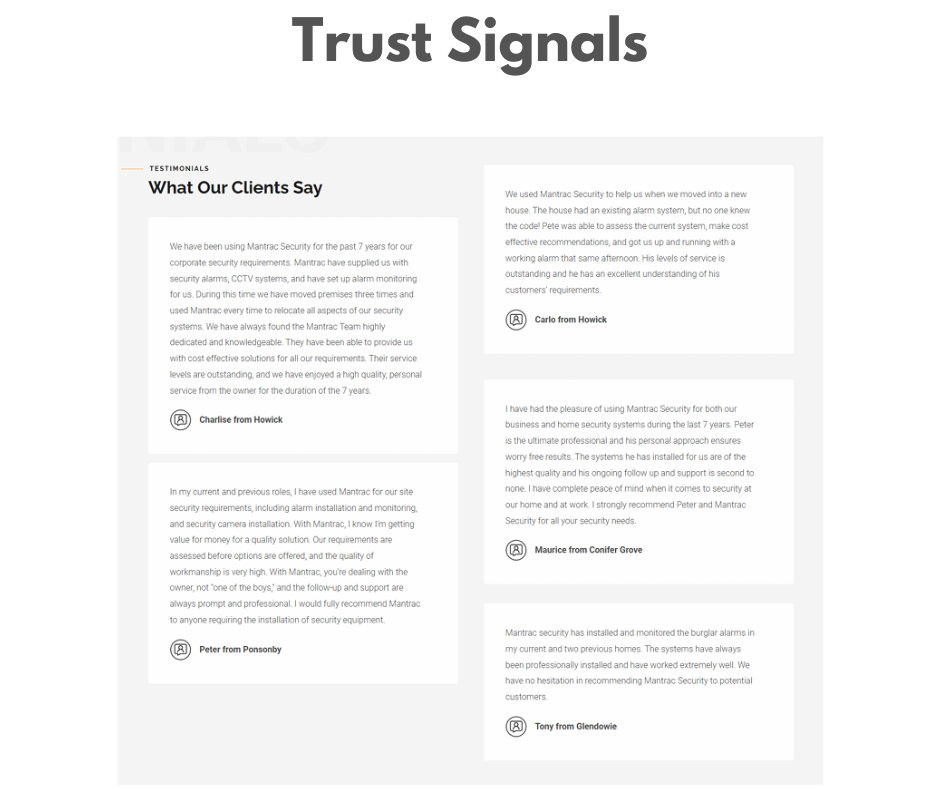 Trust Signals
NIALS
TESTIMONIALS
What Our Clients Say
We have been using Mantrac Security for the past 7 years for our
corporate security requirements. Mantrac have supplied us with
security alarms, CCTV systems, and have set up alarm monitoring
for us. During this time we have moved premises three times and
used Mantrac every time to relocate all aspects of our security
systems. We have always found the Mantrac Team highly
dedicated and knowledgeable. They have been able to provide us
with cost effective solutions for all our requirements. Their service
levels are outstanding, and we have enjoyed a high quality, personal
service from the owner for the duration of the 7 years.
Charlise from Howick
In my current and previous roles, I have used Mantrac for our site
security requirements, including alarm installation and monitoring,
and security camera installation. With Mantrac, I know I'm getting
value for money for a quality solution. Our requirements are
assessed before options are offered, and the quality of
workmanship is very high. With Mantrac, you're dealing with the
owner, not "one of the boys," and the follow-up and support are
always prompt and professional. I would fully recommend Mantrac
to anyone requiring the installation of security equipment.
Peter from Ponsonby
We used Mantrac Security to help us when we moved into a new
house. The house had an existing alarm system, but no one knew
the code! Pete was able to assess the current system, make cost
effective recommendations, and got us up and running with a
working alarm that same afternoon. His levels of service is
outstanding and he has an excellent understanding of his
customers' requirements.
Carlo from Howick
I have had the pleasure of using Mantrac Security for both our
business and home security systems during the last 7 years. Peter
is the ultimate professional and his personal approach ensures
worry free results. The systems he has installed for us are of the
highest quality and his ongoing follow up and support is second to
none. I have complete peace of mind when it comes to security at
our home and at work. I strongly recommend Peter and Mantrac
Security for all your security needs.
Maurice from Conifer Grove
Mantrac security has installed and monitored the burglar alarms in
my current and two previous homes. The systems have always
been professionally installed and have worked extremely well. We
have no hesitation in recommending Mantrac Security to potential
customers.
Tony from Glendowie